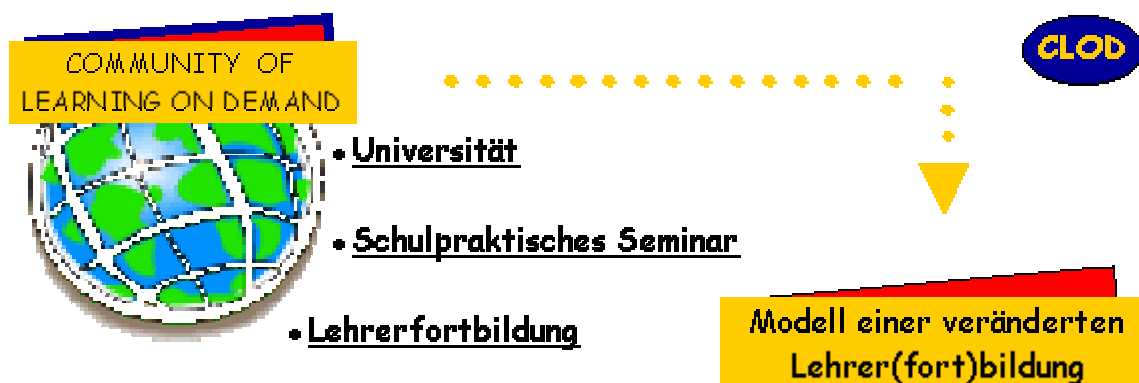 COMMUNITY OF
LEARNING ON DEMAND
CLOD
• Universität
• Schulpraktisches Seminar
• Lehrerfortbildung
Modell einer veränderten
Lehrer(fort)bildung